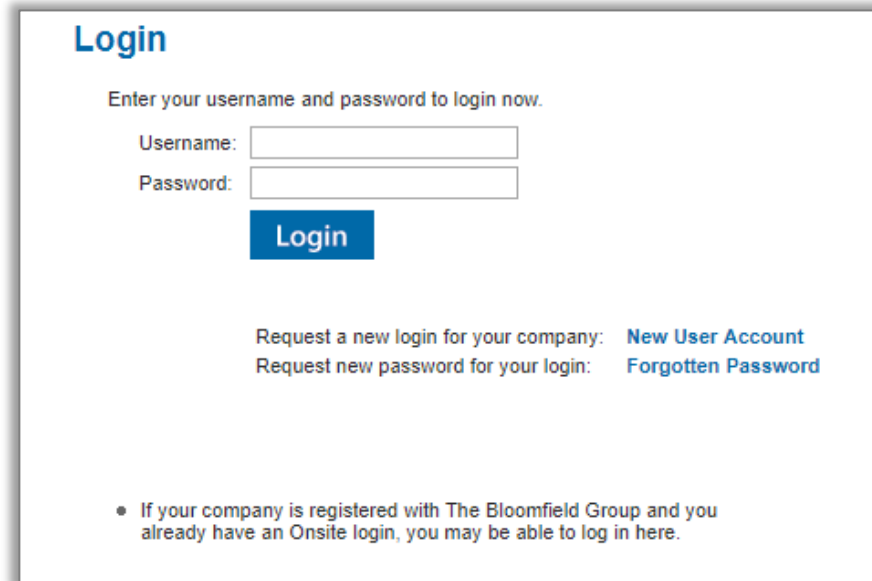 Login
Enter your username and password to login now.
Username:
Password:
Login
Request a new login for your company: New User Account
Request new password for your login: Forgotten Password
If your company is registered with The Bloomfield Group and you
already have an Onsite login, you may be able to log in here.